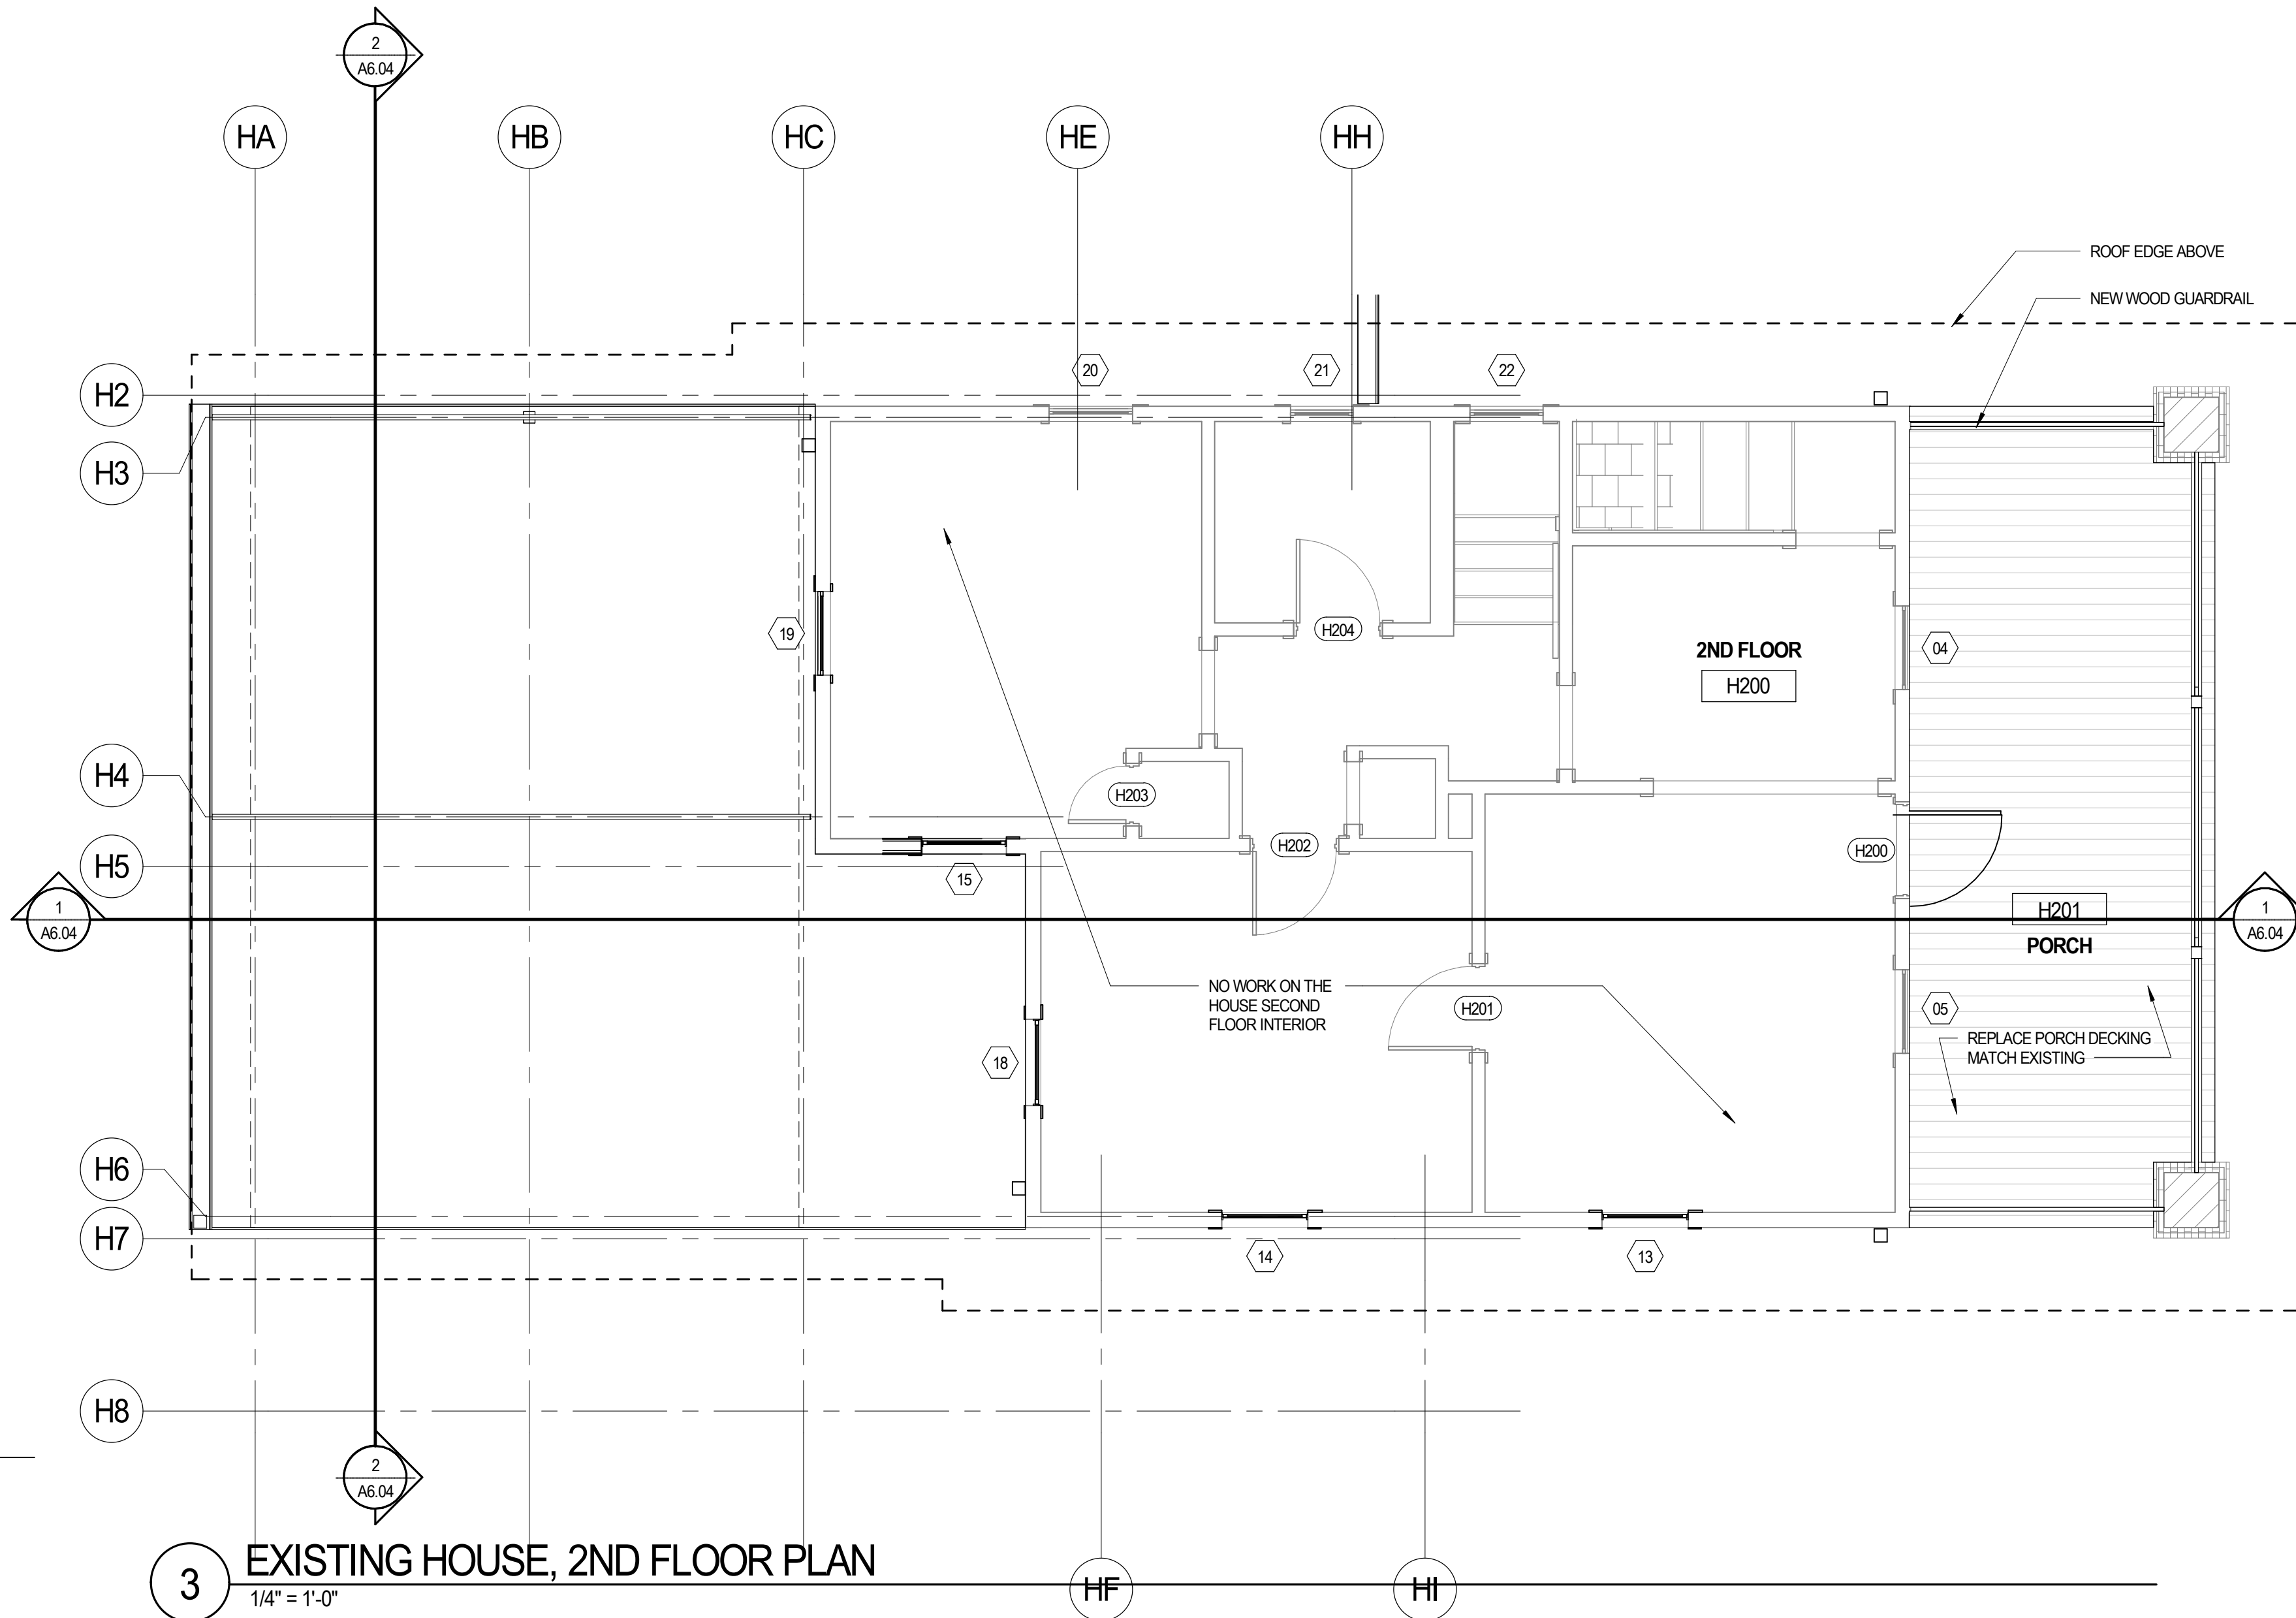 2
A6.04
HA
HB
HC
HE
HH
ROOF EDGE ABOVE
NEW WOOD GUARDRAIL
H2
20
21
22
H3
19
H204
2ND FLOOR
H200
04
H4
H203
H5
15
H202
H200
1
A6.04
H201
PORCH
1
A6.04
NO WORK ON THE
HOUSE SECOND
FLOOR INTERIOR
H201
05
REPLACE PORCH DECKING
MATCH EXISTING
18
H6
H7
14
13
H8
2
A6.04
3
EXISTING HOUSE, 2ND FLOOR PLAN
1/4" = 1'-0"
HF
HI